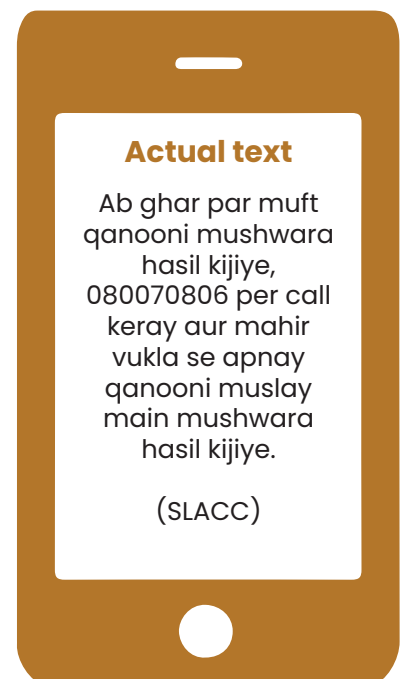 Actual text
Ab ghar par muft
qanooni mushwara
hasil kijiye,
080070806 per call
keray aur mahir
vukla se apnay
qanooni muslay
main mushwara
hasil kijiye.
(SLACC)